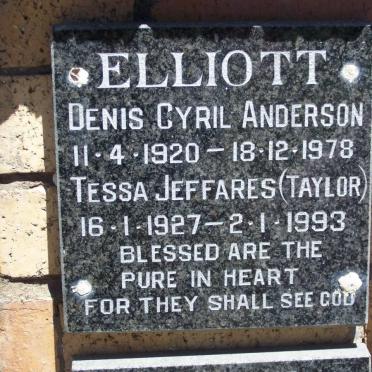 ELLIOTT
DENIS CYRIL ANDERSON
11·4·1920 – 18·12·1978
TESSA JEFFARES (TAYLOR)
16·1·1927 – 2·1·1993
BLESSED ARE THE
PURE IN HEART
FOR THEY SHALL SEE GOD